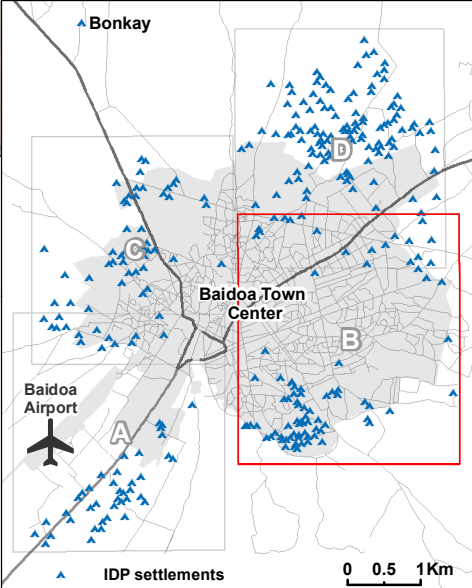 Bonkay
D
C
Baidoa Town
Center
B
Baidoa
Airport
A
IDP settlements
0 0.5 1Km